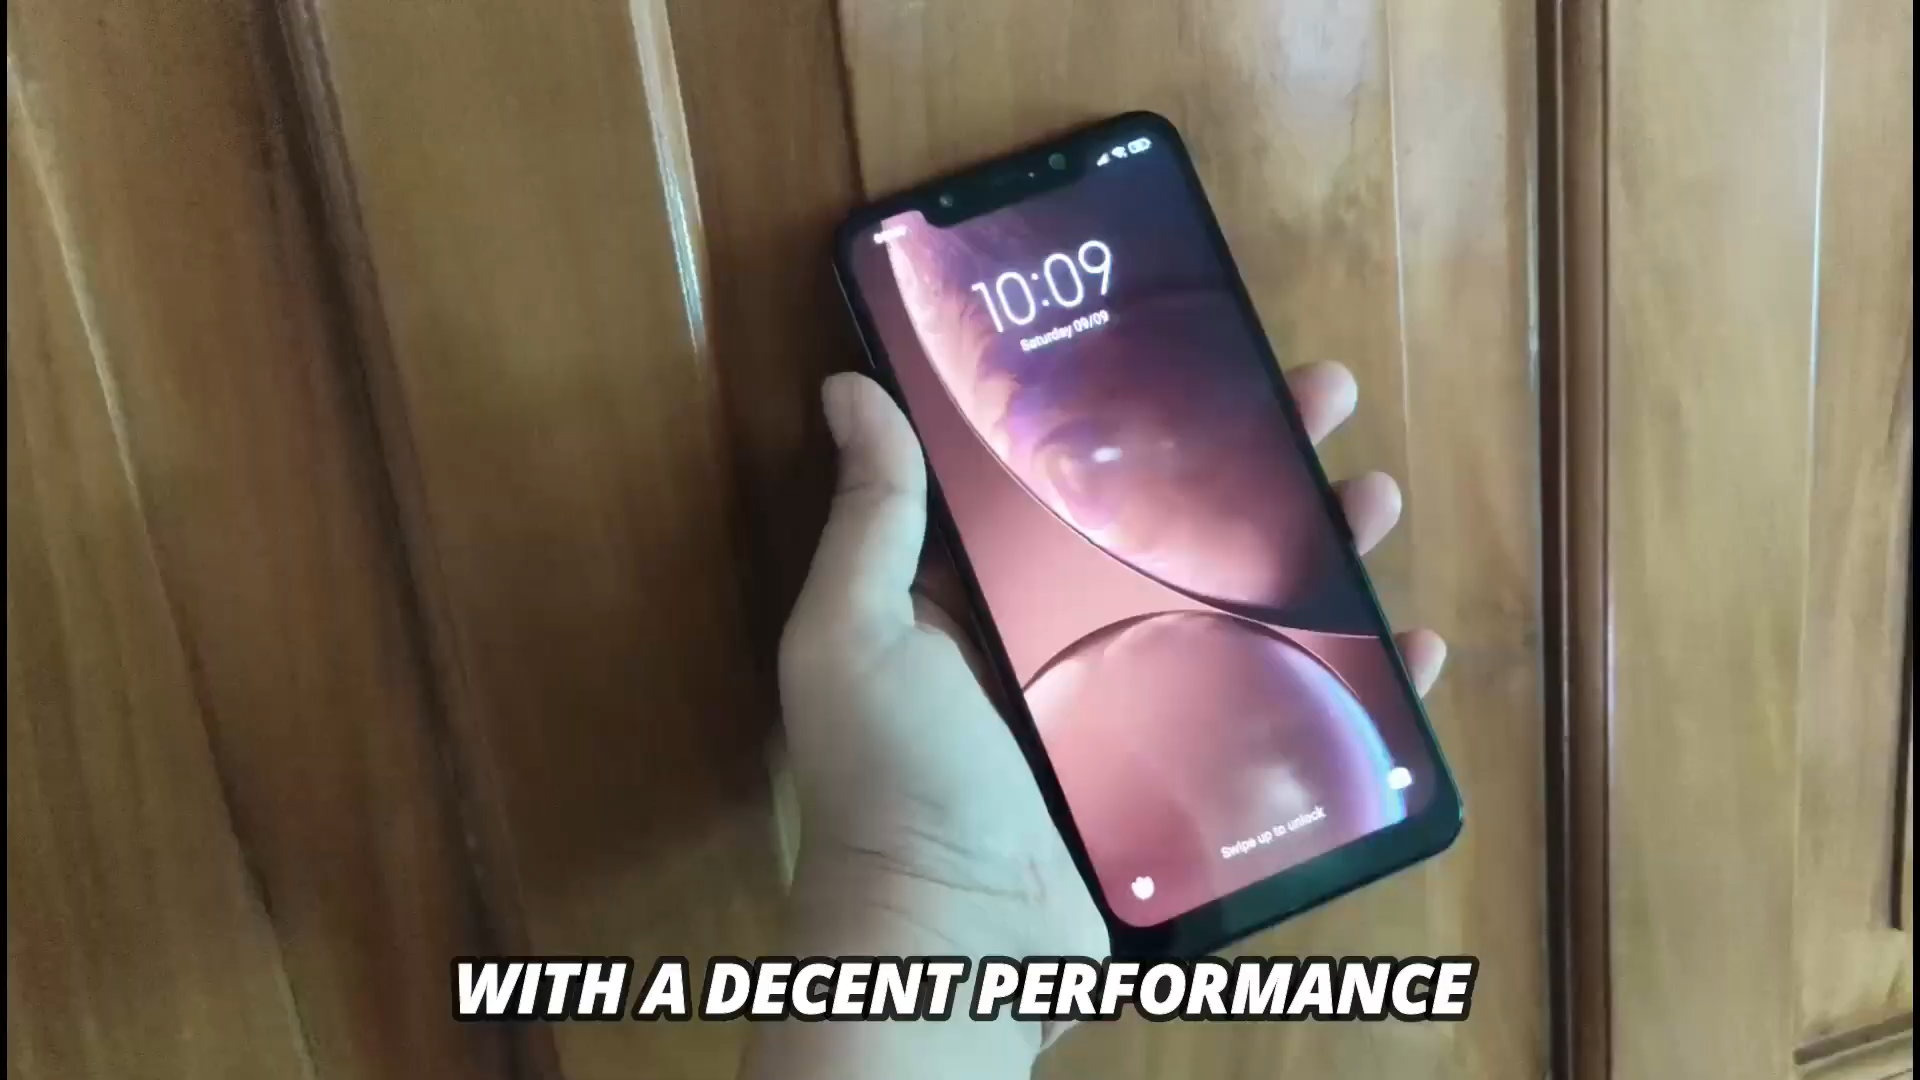 10:09
Saturday 09/09
Swipe up to unlock
WITH A DECENT PERFORMANCE